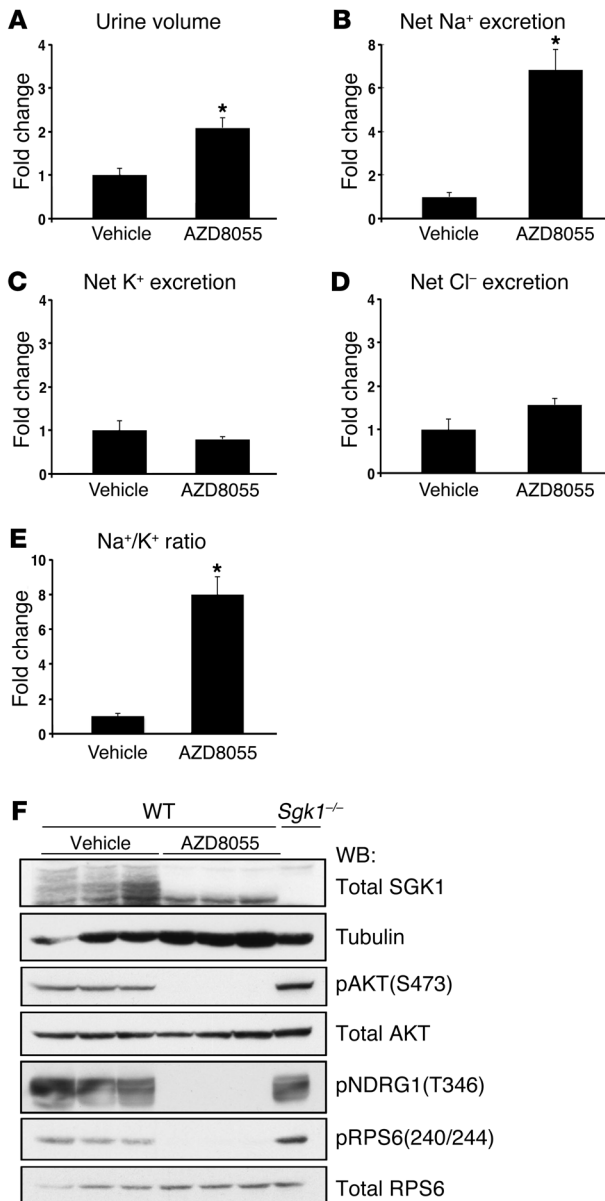 A Urine volume
Fold change
4
3
2
1
0
*
Vehicle AZD8055
B Net Na⁺ excretion
Fold change
8
6
4
2
0
*
Vehicle AZD8055
C Net K⁺ excretion
Fold change
4
3
2
1
0
Vehicle AZD8055
D Net Cl⁻ excretion
Fold change
4
3
2
1
0
Vehicle AZD8055
E Na⁺/K⁺ ratio
Fold change
10
8
6
4
2
0
*
Vehicle AZD8055
F WT Sgk1⁻/⁻
Vehicle AZD8055
WB:
Total SGK1
Tubulin
pAKT(S473)
Total AKT
pNDRG1(T346)
pRPS6(240/244)
Total RPS6